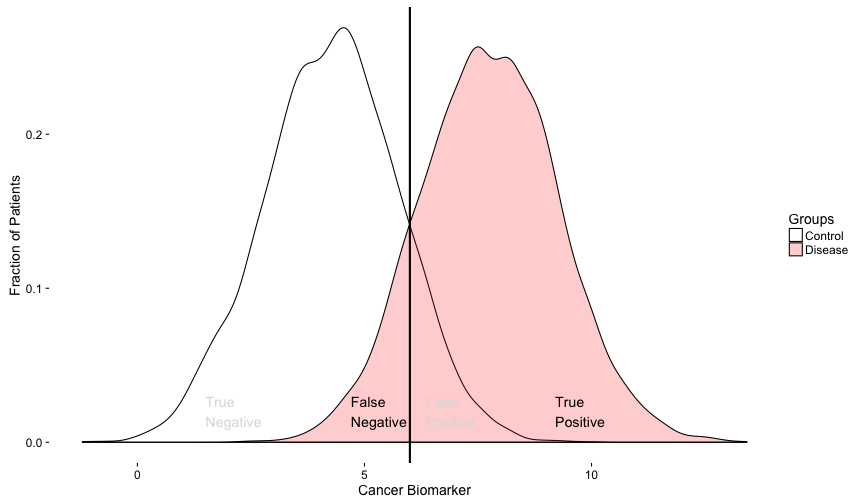 Fraction of Patients
0.2
0.1
0.0
True
Negative
False
Negative
False
Positive
True
Positive
0
5
10
Cancer Biomarker
Groups
Control
Disease